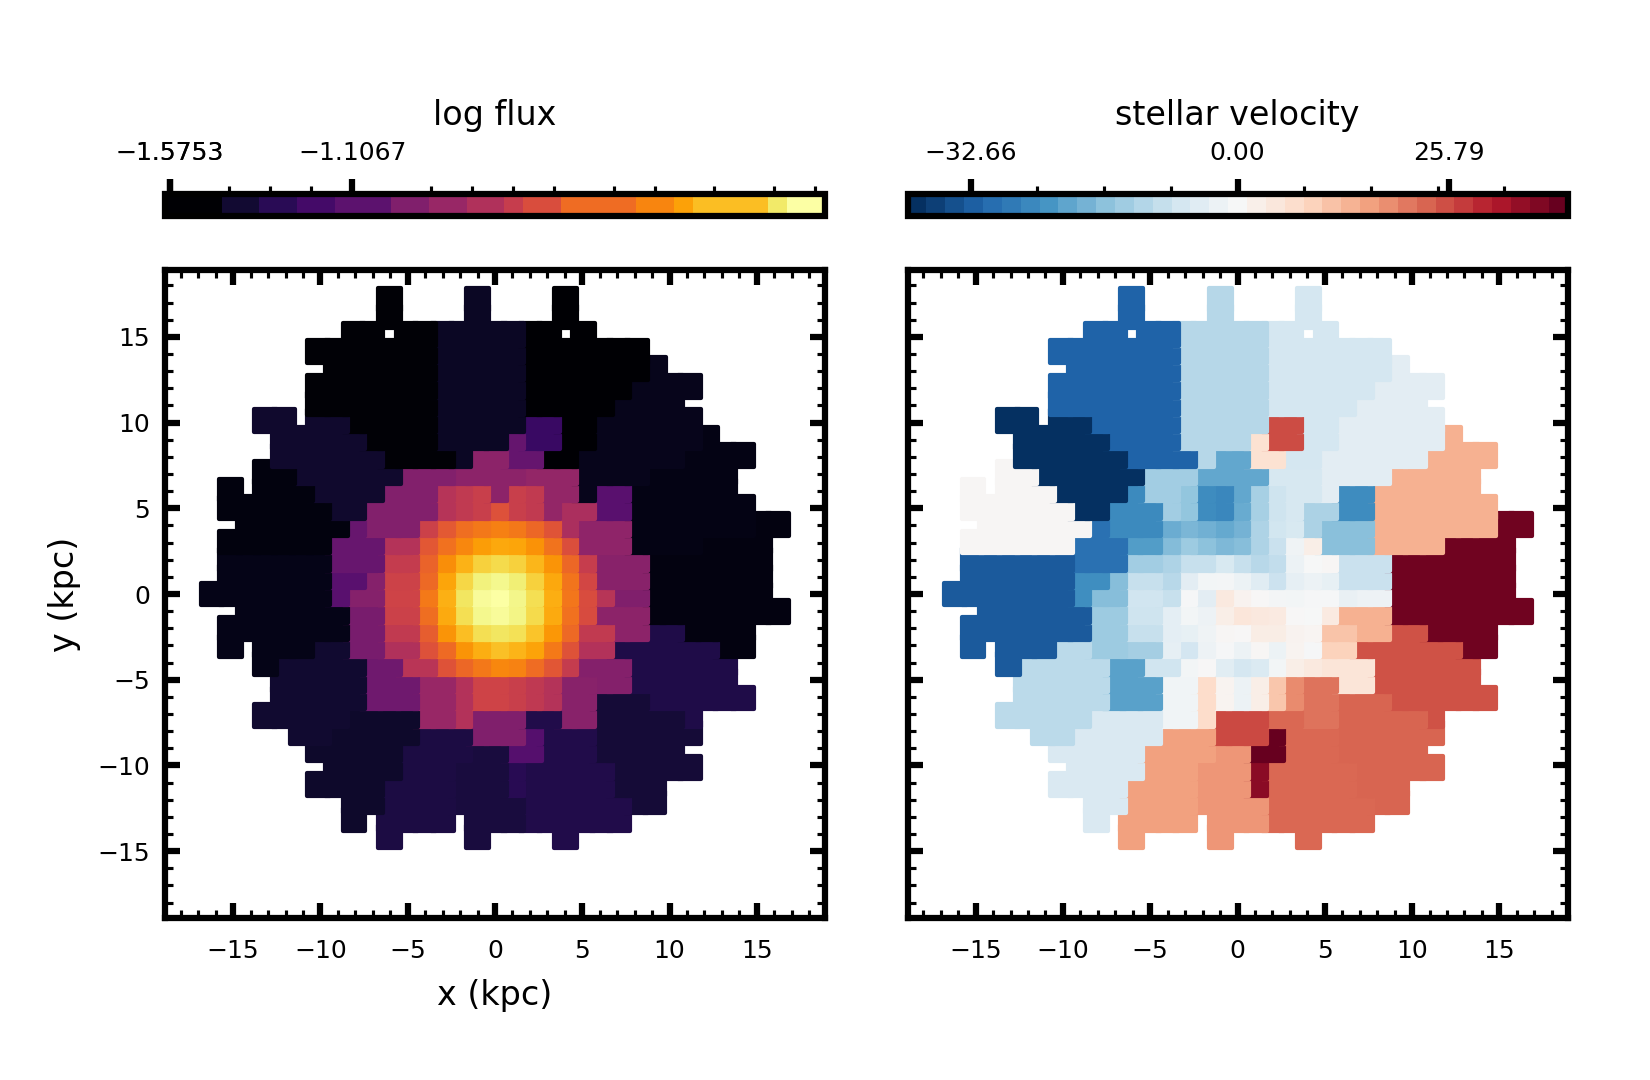 log flux
stellar velocity
−1.5753 −1.1067
−32.66 0.00 25.79
15
10
5
0
−5
−10
−15
y (kpc)
−15 −10 −5 0 5 10 15
−15 −10 −5 0 5 10 15
x (kpc)